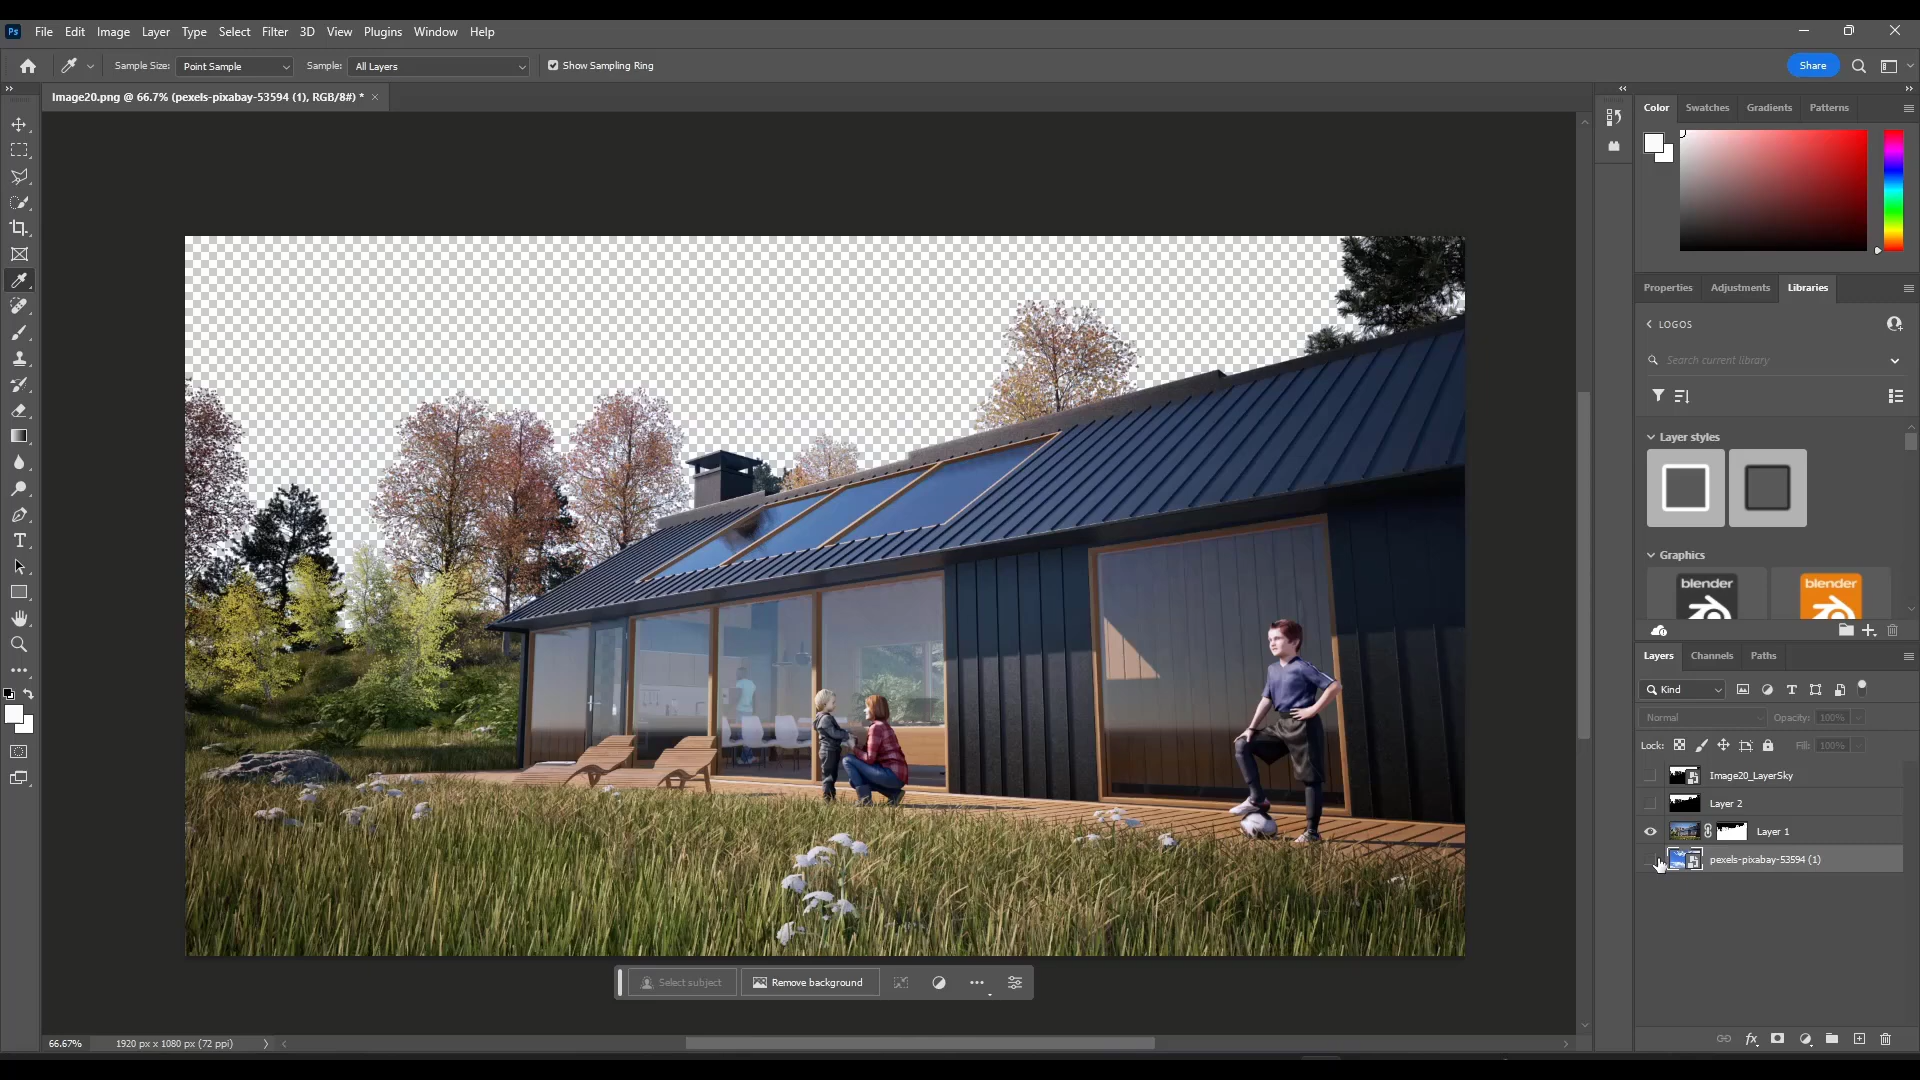 Ps File Edit Image Layer Type Select Filter 3D View Plugins Window Help
Sample Size: Point Sample Sample: All Layers Show Sampling Ring Share
Image20.png @ 66.7% (pexels-pixabay-53594 (1), RGB/8#) *
Color Swatches Gradients Patterns
Properties Adjustments Libraries
LOGOS
Search current library
Layer styles
Graphics
blender blender
Layers Channels Paths
Kind
Normal Opacity: 100%
Lock: Fill: 100%
Image20_LayerSky
Layer 2
Layer 1
pexels-pixabay-53594 (1)
Select subject Remove background
66.67% 1920 px x 1080 px (72 ppi)